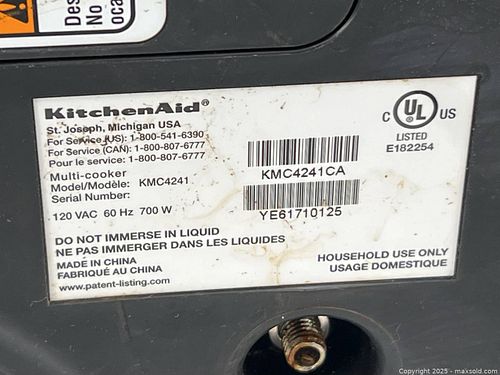 Des
No
oca
KitchenAid®
St. Joseph, Michigan USA
For Service (US): 1-800-541-6390
For Service (CAN): 1-800-807-6777
Pour le service: 1-800-807-6777
Multi-cooker
Model/Modèle: KMC4241
Serial Number:
120 VAC 60 Hz 700 W
KMC4241CA
YE61710125
C UL US
LISTED
E182254
DO NOT IMMERSE IN LIQUID
NE PAS IMMERGER DANS LES LIQUIDES
MADE IN CHINA
FABRIQUÉ AU CHINA
www.patent-listing.com
HOUSEHOLD USE ONLY
USAGE DOMESTIQUE
Copyright 2025 - maxsold.com